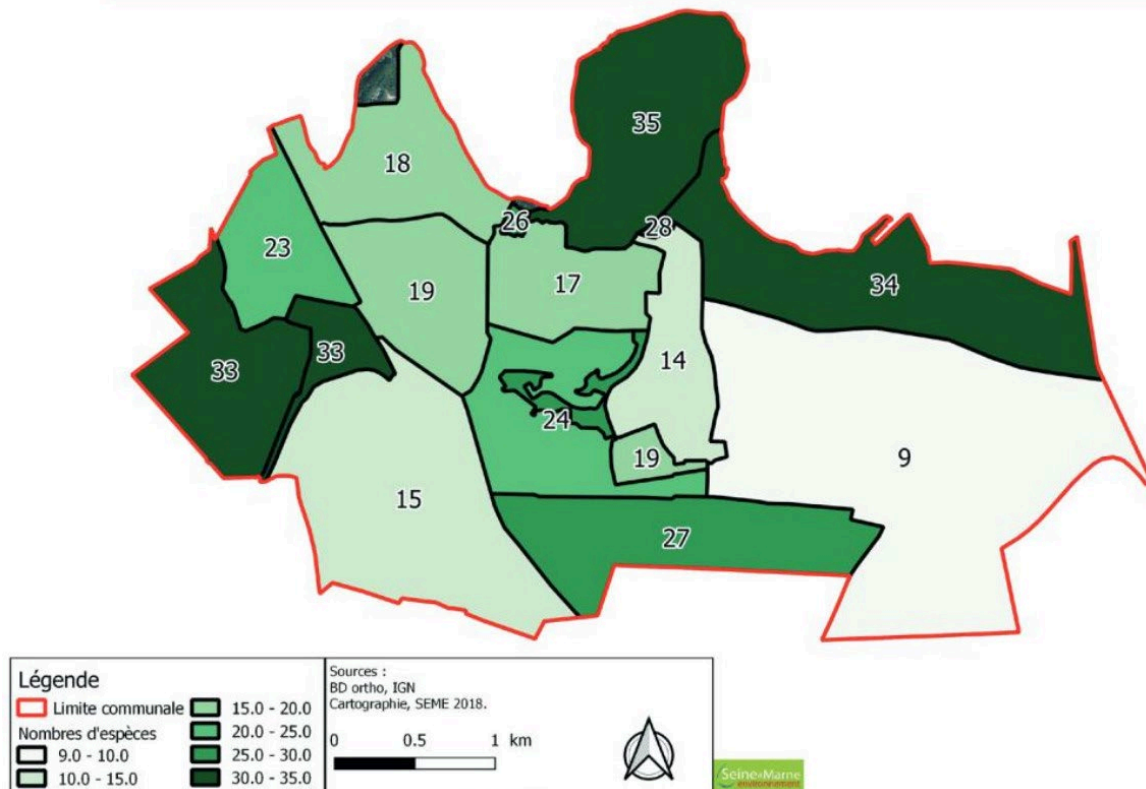 35
18
26
28
23
17
34
19
33
33
14
24
9
19
15
27
Légende
Limite communale
Nombres d'espèces
9.0 - 10.0
10.0 - 15.0
15.0 - 20.0
20.0 - 25.0
25.0 - 30.0
30.0 - 35.0
Sources :
BD ortho, IGN
Cartographie, SEME 2018.
0 0.5 1 km
Seine&Marne
environnement